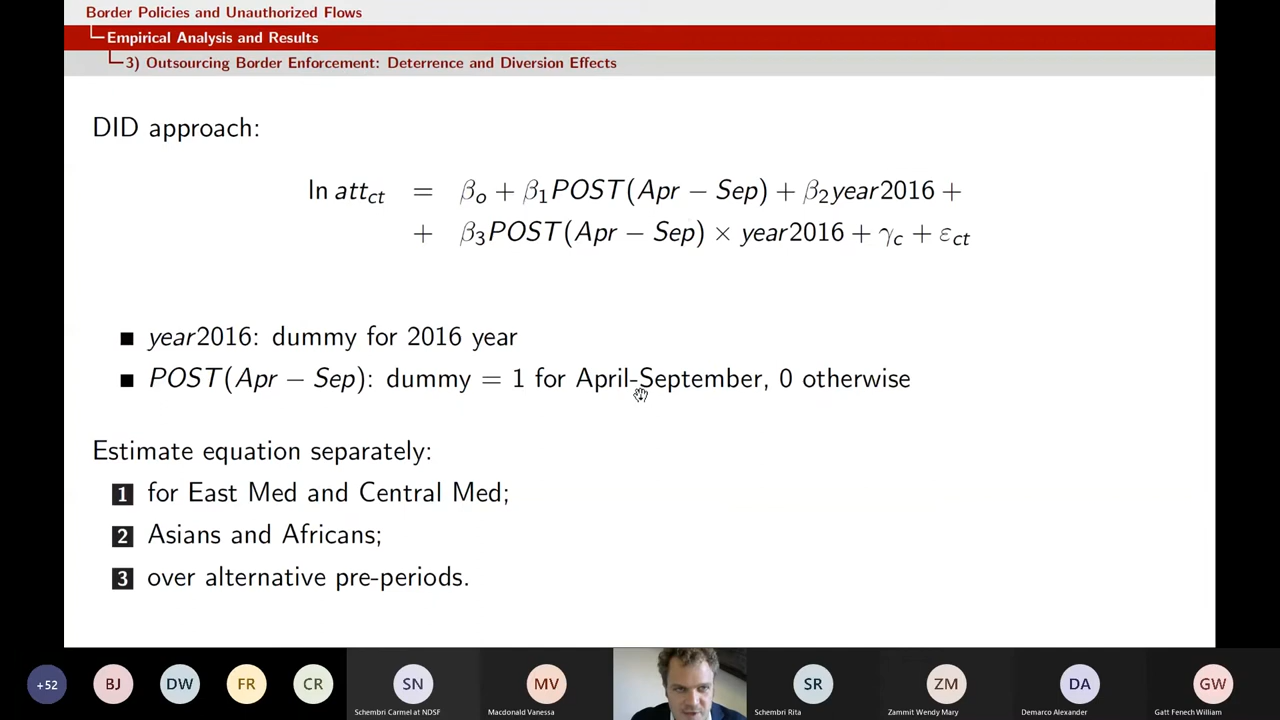 Border Policies and Unauthorized Flows
Empirical Analysis and Results
3) Outsourcing Border Enforcement: Deterrence and Diversion Effects
DID approach:
ln att_ct = β_o + β_1 POST(Apr − Sep) + β_2 year2016 +
+ β_3 POST(Apr − Sep) × year2016 + γ_c + ε_ct
■ year2016: dummy for 2016 year
■ POST(Apr − Sep): dummy = 1 for April-September, 0 otherwise
Estimate equation separately:
1 for East Med and Central Med;
2 Asians and Africans;
3 over alternative pre-periods.
+52 BJ DW FR CR SN MV SR ZM DA GW
Schembri Carmel at NDSF Macdonald Vanessa Schembri Rita Zammit Wendy Mary Demarco Alexander Gatt Fenech William